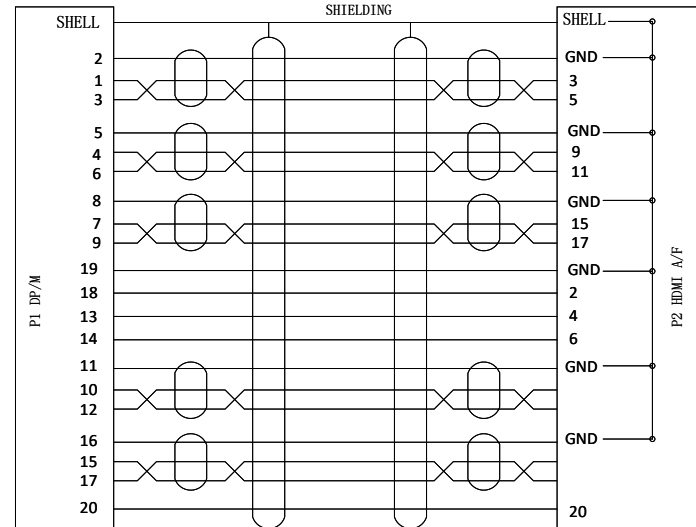 SHIELDING
SHELL SHELL
2 GND
1 3
3 5
5 GND
4 9
6 11
8 GND
7 15
9 17
19 GND
18 2
13 4
14 6
11 GND
10
12
16 GND
15
17
20 20
P1 DP/M
P2 HDMI A/F